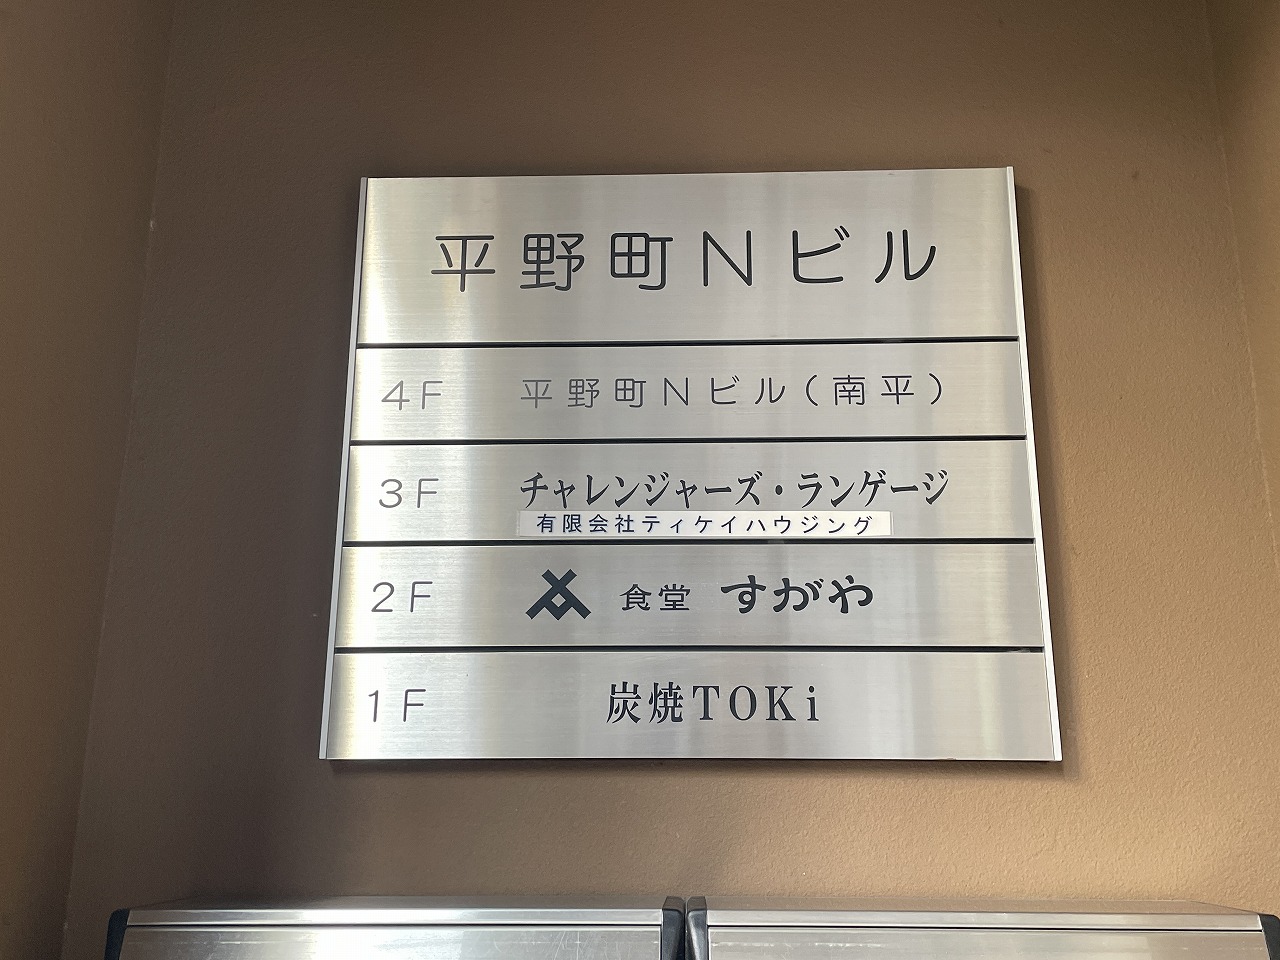 平野町Nビル
4F 平野町Nビル(南平)
3F チャレンジャーズ・ランゲージ
有限会社ティケイハウジング
2F 食堂 すがや
1F 炭焼TOKi